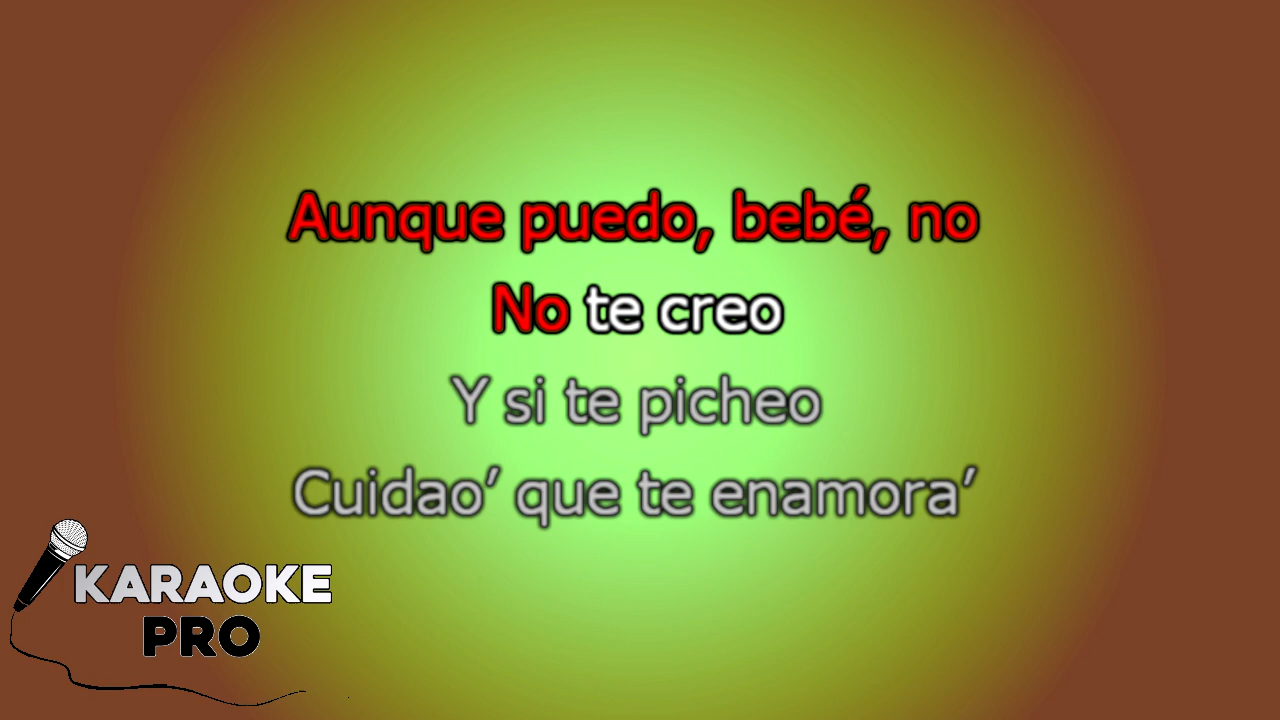 Aunque puedo, bebé, no
No te creo
Y si te picheo
Cuidao’ que te enamora’
KARAOKE
PRO